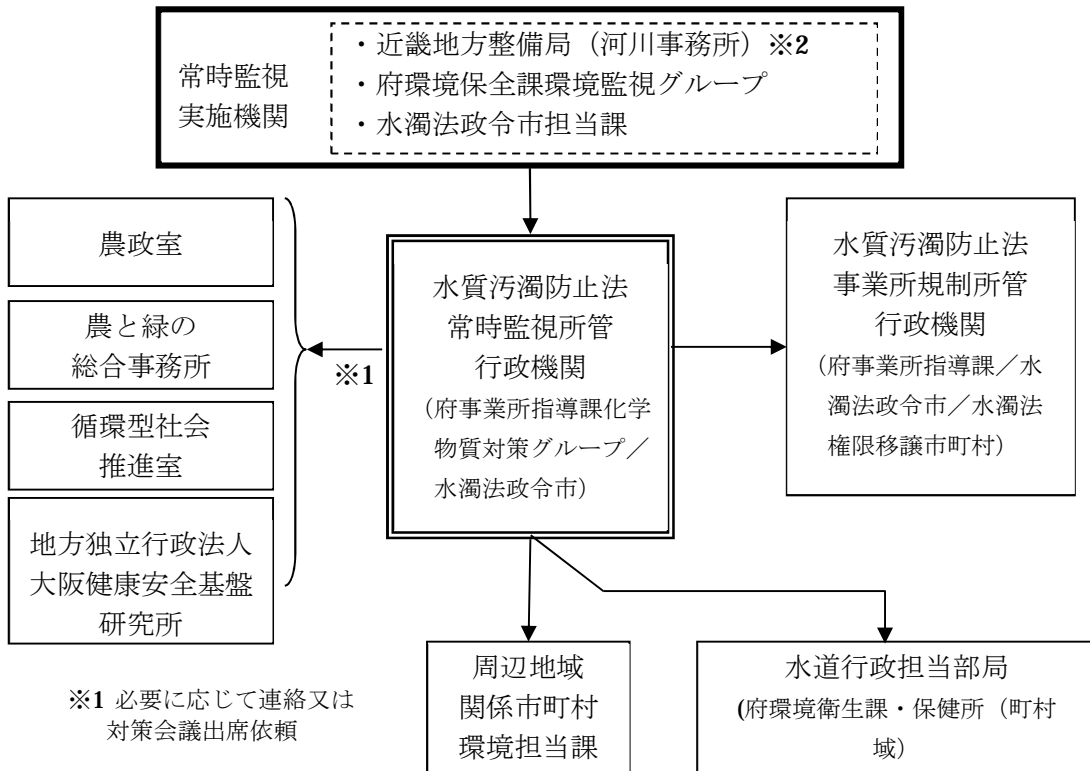 常時監視
実施機関
・近畿地方整備局（河川事務所）※2
・府環境保全課環境監視グループ
・水濁法政令市担当課
農政室
農と緑の
総合事務所
循環型社会
推進室
地方独立行政法人
大阪健康安全基盤
研究所
※1
水質汚濁防止法
常時監視所管
行政機関
（府事業所指導課化学
物質対策グループ／
水濁法政令市）
水質汚濁防止法
事業所規制所管
行政機関
（府事業所指導課／水
濁法政令市／水濁法
権限移譲市町村）
※1 必要に応じて連絡又は
対策会議出席依頼
周辺地域
関係市町村
環境担当課
水道行政担当部局
(府環境衛生課・保健所（町村
域）